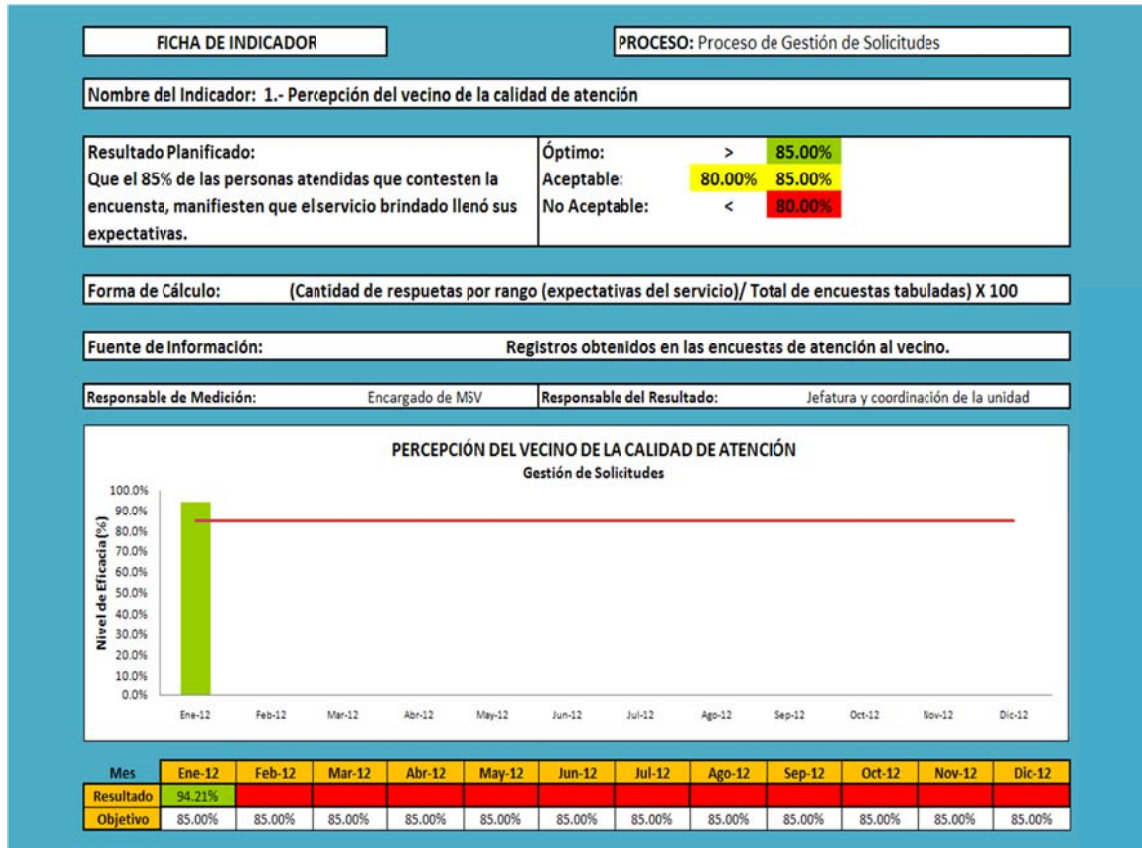 FICHA DE INDICADOR
PROCESO: Proceso de Gestión de Solicitudes
Nombre del Indicador: 1.- Percepción del vecino de la calidad de atención
Resultado Planificado:
Que el 85% de las personas atendidas que contesten la
encuensta, manifiesten que el servicio brindado llenó sus
expectativas.
Óptimo: > 85.00%
Aceptable: 80.00% 85.00%
No Aceptable: < 80.00%
Forma de Cálculo: (Cantidad de respuetas por rango (expectativas del servicio)/ Total de encuestas tabuladas) X 100
Fuente de Información: Registros obtenidos en las encuestas de atención al vecino.
Responsable de Medición: Encargado de MSV Responsable del Resultado: Jefatura y coordinación de la unidad
PERCEPCIÓN DEL VECINO DE LA CALIDAD DE ATENCIÓN
Gestión de Solicitudes
Nivel de Eficacia (%)
100.0%
90.0%
80.0%
70.0%
60.0%
50.0%
40.0%
30.0%
20.0%
10.0%
0.0%
Ene-12 Feb-12 Mar-12 Abr-12 May-12 Jun-12 Jul-12 Ago-12 Sep-12 Oct-12 Nov-12 Dic-12
Mes Ene-12 Feb-12 Mar-12 Abr-12 May-12 Jun-12 Jul-12 Ago-12 Sep-12 Oct-12 Nov-12 Dic-12
Resultado 94.21%
Objetivo 85.00% 85.00% 85.00% 85.00% 85.00% 85.00% 85.00% 85.00% 85.00% 85.00% 85.00% 85.00%